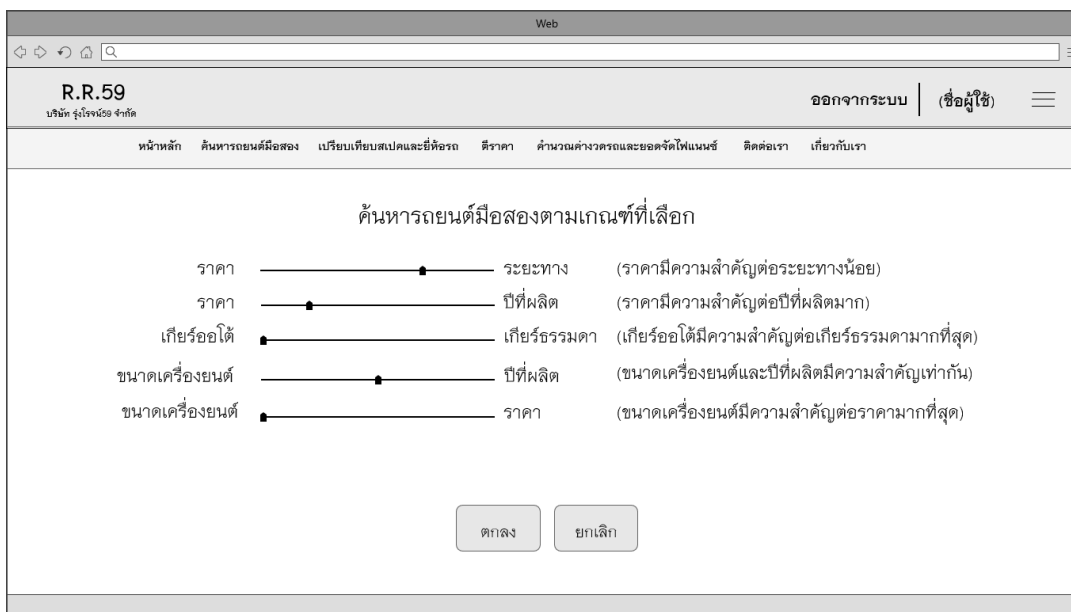 Web
R.R.59
บริษัท รุ่งโรจน์59 จำกัด
ออกจากระบบ (ชื่อผู้ใช้)
หน้าหลัก ค้นหารถยนต์มือสอง เปรียบเทียบสเปคและยี่ห้อรถ ตีราคา คำนวณค่างวดรถและยอดจัดไฟแนนซ์ ติดต่อเรา เกี่ยวกับเรา
ค้นหารถยนต์มือสองตามเกณฑ์ที่เลือก
ราคา ระยะทาง (ราคามีความสำคัญต่อระยะทางน้อย)
ราคา ปีที่ผลิต (ราคามีความสำคัญต่อปีที่ผลิตมาก)
เกียร์ออโต้ เกียร์ธรรมดา (เกียร์ออโต้มีความสำคัญต่อเกียร์ธรรมดามากที่สุด)
ขนาดเครื่องยนต์ ปีที่ผลิต (ขนาดเครื่องยนต์และปีที่ผลิตมีความสำคัญเท่ากัน)
ขนาดเครื่องยนต์ ราคา (ขนาดเครื่องยนต์มีความสำคัญต่อราคามากที่สุด)
ตกลง ยกเลิก